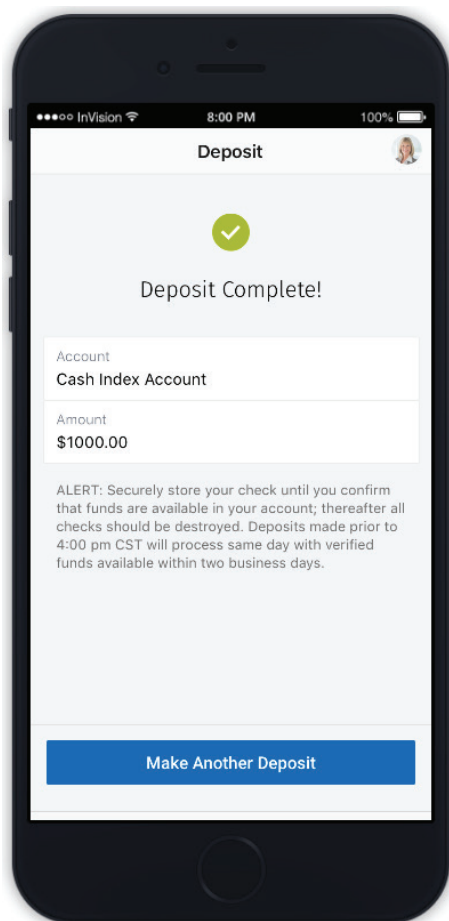 InVision 8:00 PM 100%
Deposit
Deposit Complete!
Account
Cash Index Account
Amount
$1000.00
ALERT: Securely store your check until you confirm
that funds are available in your account; thereafter all
checks should be destroyed. Deposits made prior to
4:00 pm CST will process same day with verified
funds available within two business days.
Make Another Deposit